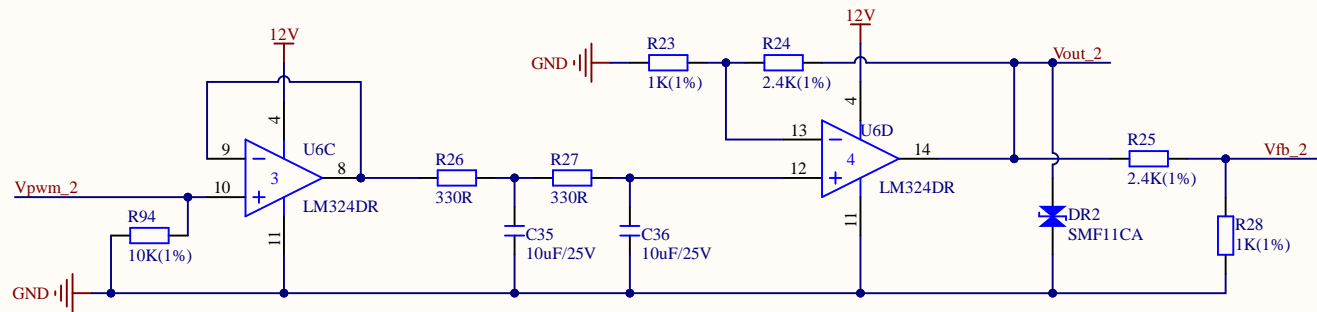 12V
12V
R23
R24
GND
Vout_2
1K(1%)
2.4K(1%)
4
4
U6D
13
R25
U6C
14
Vfb_2
9
R26
R27
4
3
8
12
2.4K(1%)
LM324DR
LM324DR
Vpwm_2
10
330R
330R
R94
11
11
DR2
R28
C35
C36
SMF11CA
1K(1%)
10K(1%)
10uF/25V
10uF/25V
GND